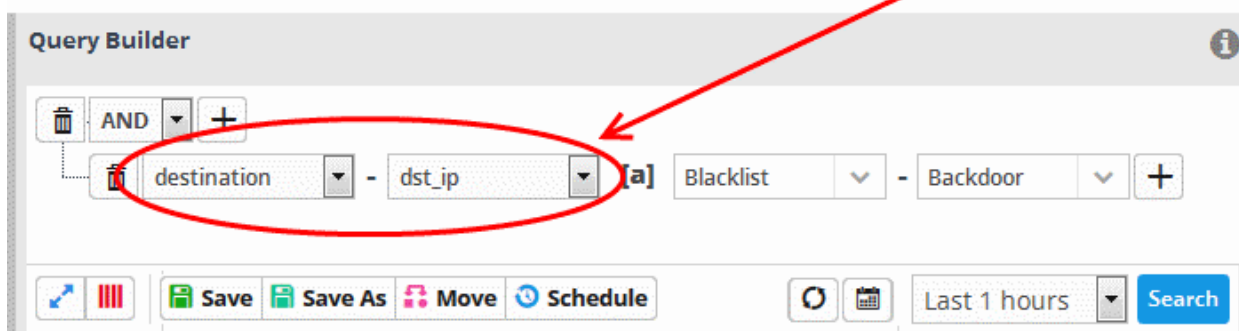 Query Builder
AND
destination - dst_ip [a] Blacklist - Backdoor
Save Save As Move Schedule Last 1 hours Search